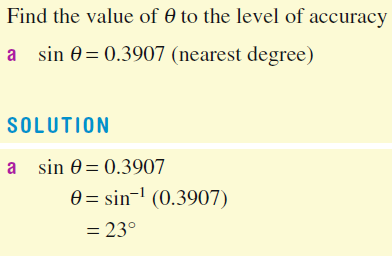 Find the value of θ to the level of accuracy
a sin θ = 0.3907 (nearest degree)
SOLUTION
a sin θ = 0.3907
θ = sin⁻¹ (0.3907)
= 23°